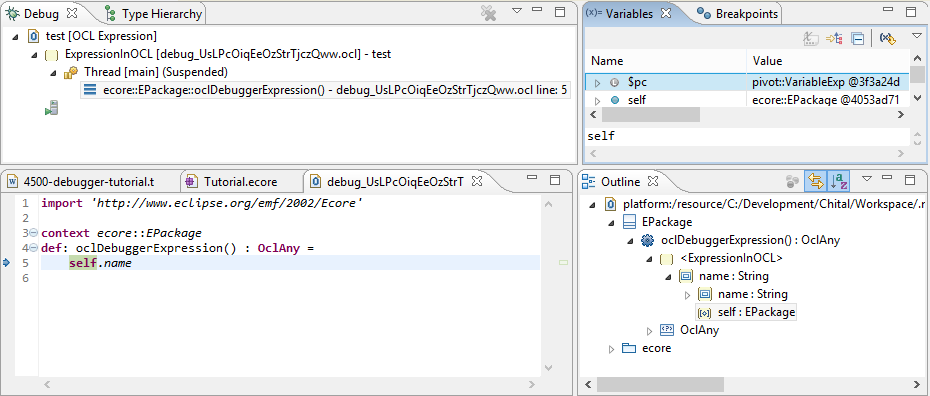 Debug Type Hierarchy
test [OCL Expression]
ExpressionInOCL [debug_UsLPcOiqEeOzStrTjczQww.ocl] - test
Thread [main] (Suspended)
ecore::EPackage::oclDebuggerExpression() - debug_UsLPcOiqEeOzStrTjczQww.ocl line: 5
(x)= Variables Breakpoints
Name Value
$pc pivot::VariableExp @3f3a24d
self ecore::EPackage @4053ad71
self
4500-debugger-tutorial.t Tutorial.ecore debug_UsLPcOiqEeOzStrT
1 import 'http://www.eclipse.org/emf/2002/Ecore'
2
3 context ecore::EPackage
4 def: oclDebuggerExpression() : OclAny =
5 self.name
6
Outline
platform:/resource/C:/Development/Chital/Workspace/.r
EPackage
oclDebuggerExpression() : OclAny
<ExpressionInOCL>
name : String
name : String
self : EPackage
OclAny
ecore